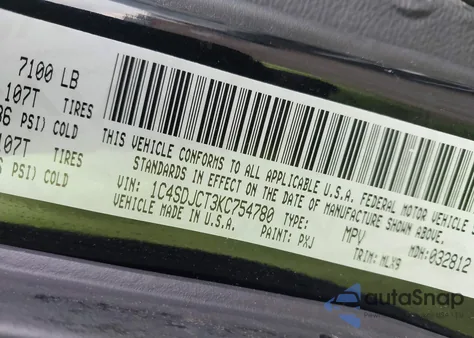 7100 LB
107T TIRES
36 PSI) COLD
107T TIRES
PSI) COLD
THIS VEHICLE CONFORMS TO ALL APPLICABLE U.S.A. FEDERAL MOTOR VEHICLE
STANDARDS IN EFFECT ON THE DATE OF MANUFACTURE SHOWN ABOVE.
VIN: 1C4SDJCT3KC754780 TYPE: MPV MDH: 032812
VEHICLE MADE IN U.S.A. PAINT: PXJ TRIM: MLX9
autoSnap